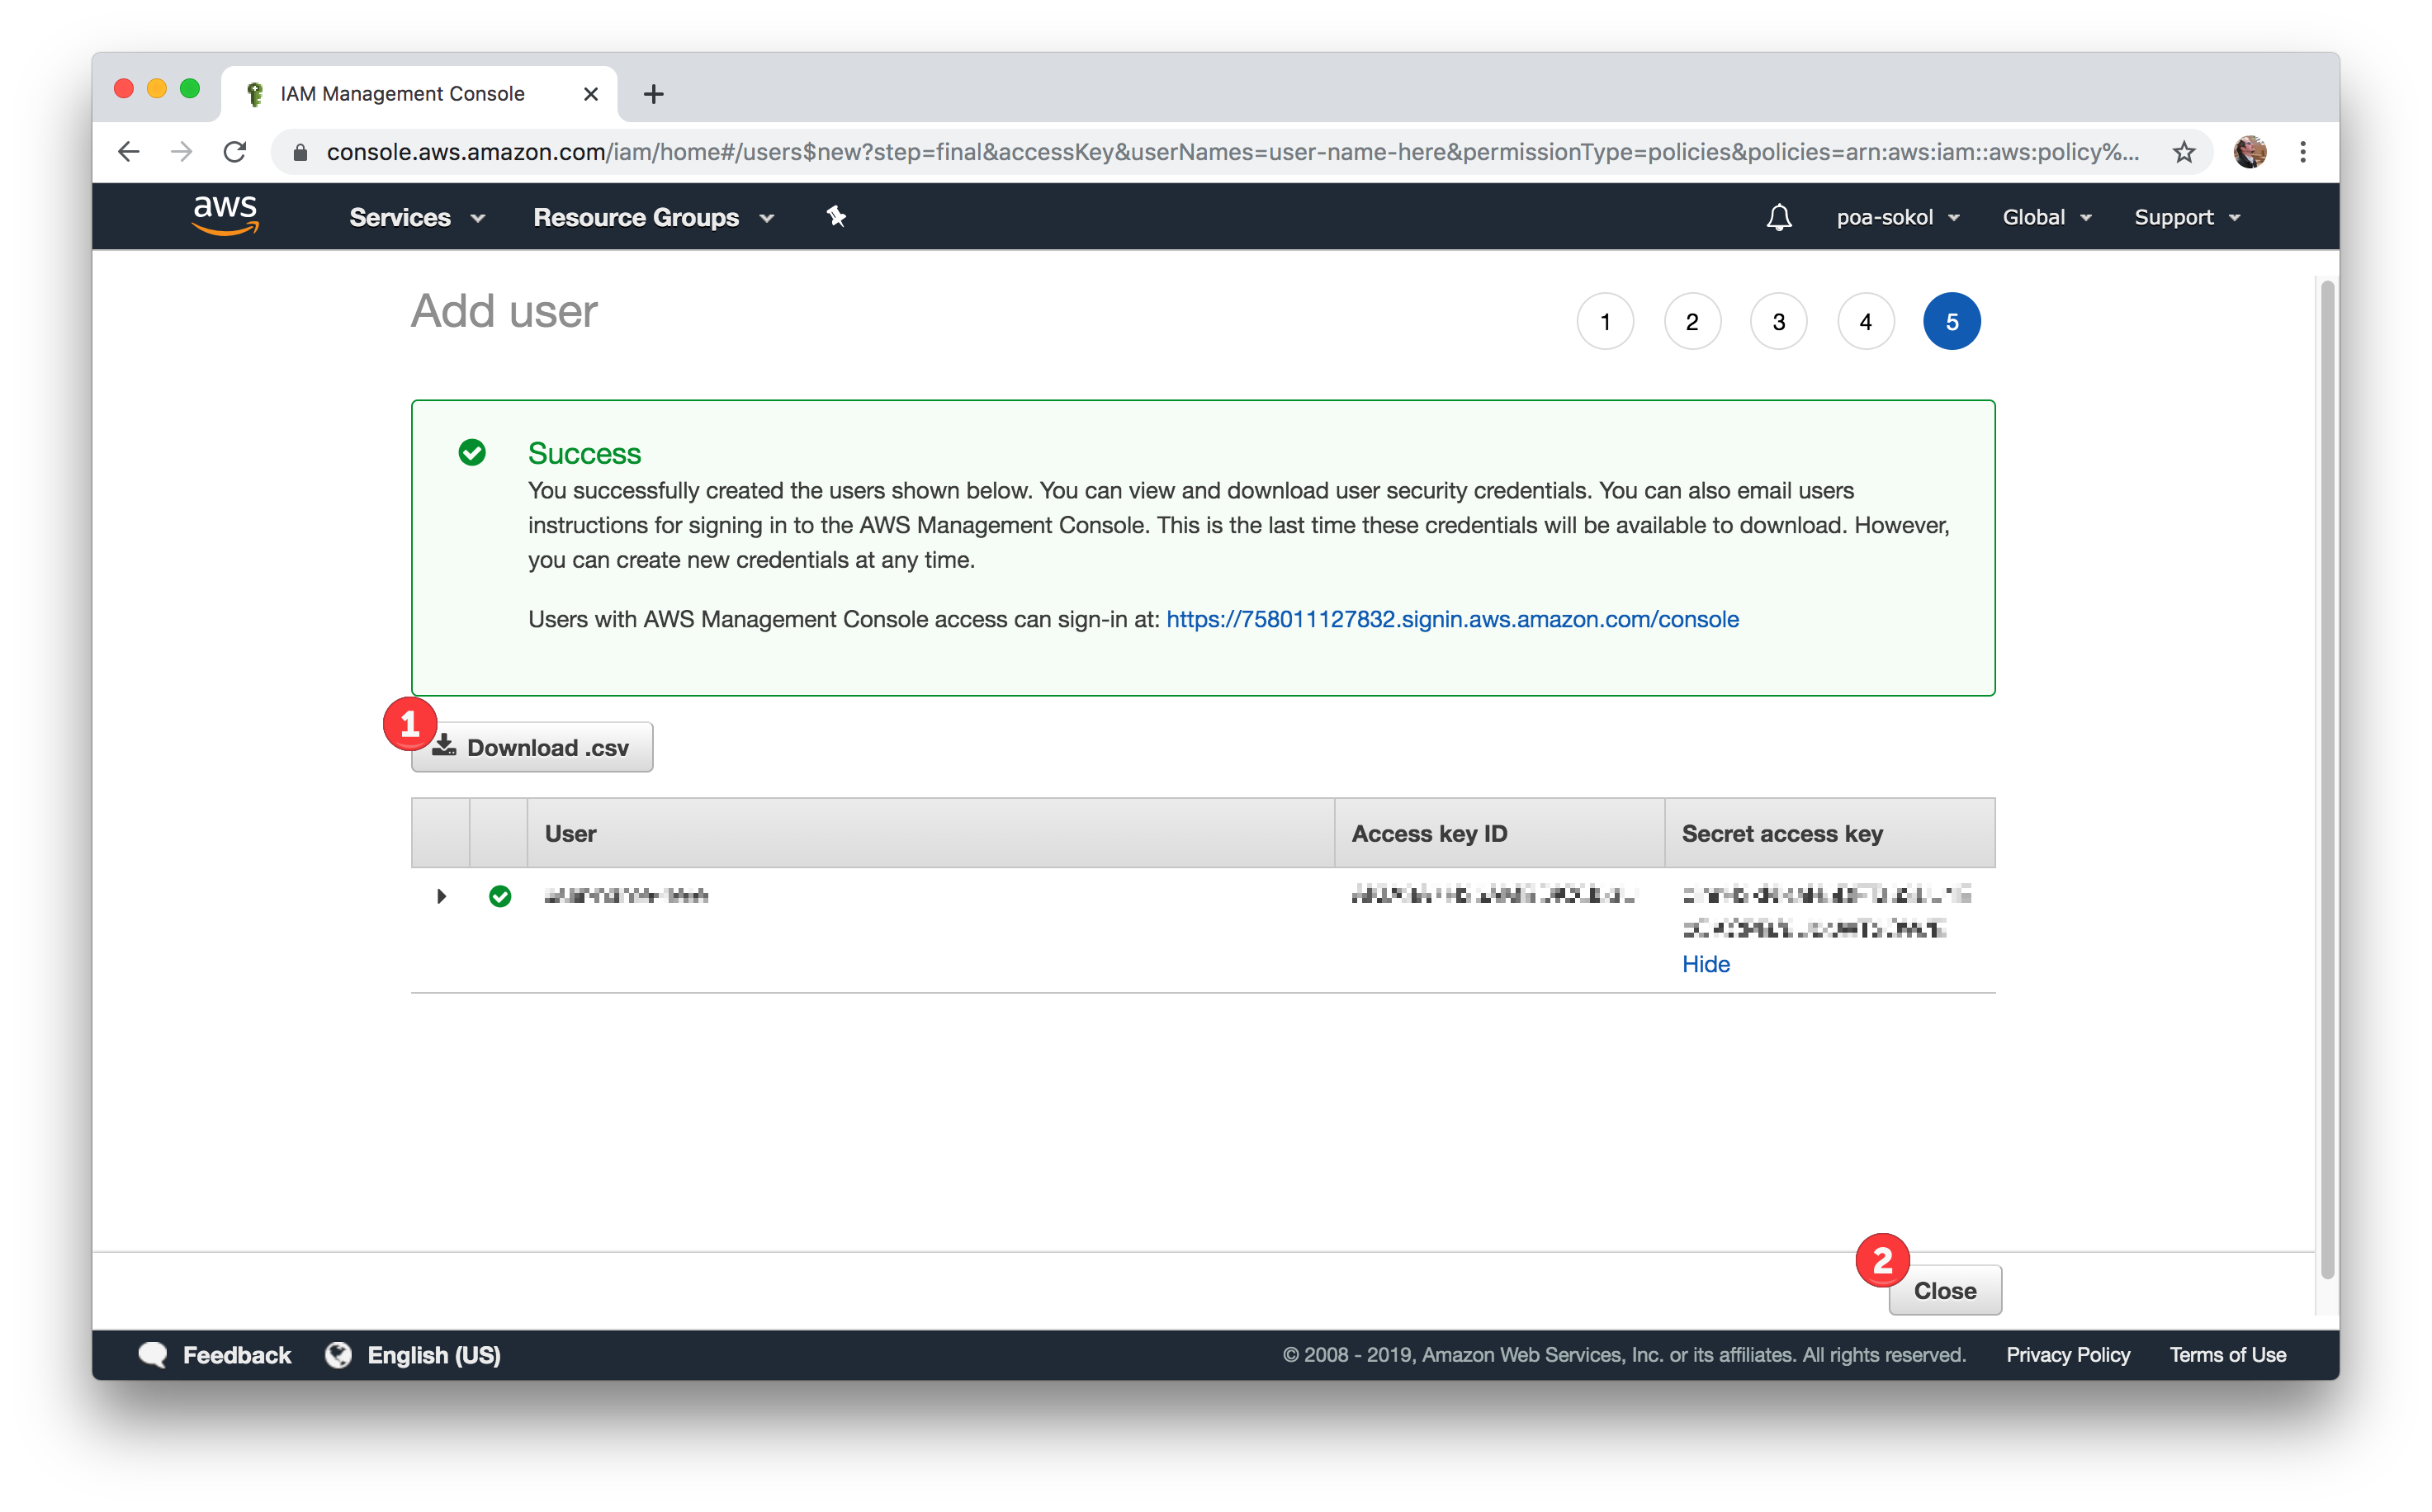 IAM Management Console
console.aws.amazon.com/iam/home#/users$new?step=final&accessKey&userNames=user-name-here&permissionType=policies&policies=arn:aws:iam::aws:policy%...
aws
Services
Resource Groups
poa-sokol
Global
Support
Add user
1
2
3
4
5
Success
You successfully created the users shown below. You can view and download user security credentials. You can also email users
instructions for signing in to the AWS Management Console. This is the last time these credentials will be available to download. However,
you can create new credentials at any time.
Users with AWS Management Console access can sign-in at: https://758011127832.signin.aws.amazon.com/console
1
Download .csv
User
Access key ID
Secret access key
Hide
2
Close
Feedback
English (US)
© 2008 - 2019, Amazon Web Services, Inc. or its affiliates. All rights reserved.
Privacy Policy
Terms of Use